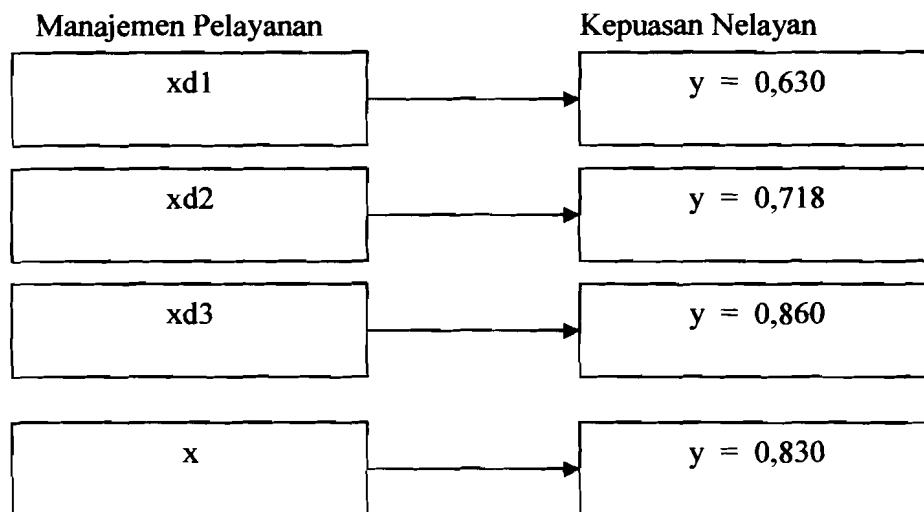 Manajemen Pelayanan Kepuasan Nelayan
xd1 y = 0,630
xd2 y = 0,718
xd3 y = 0,860
x y = 0,830